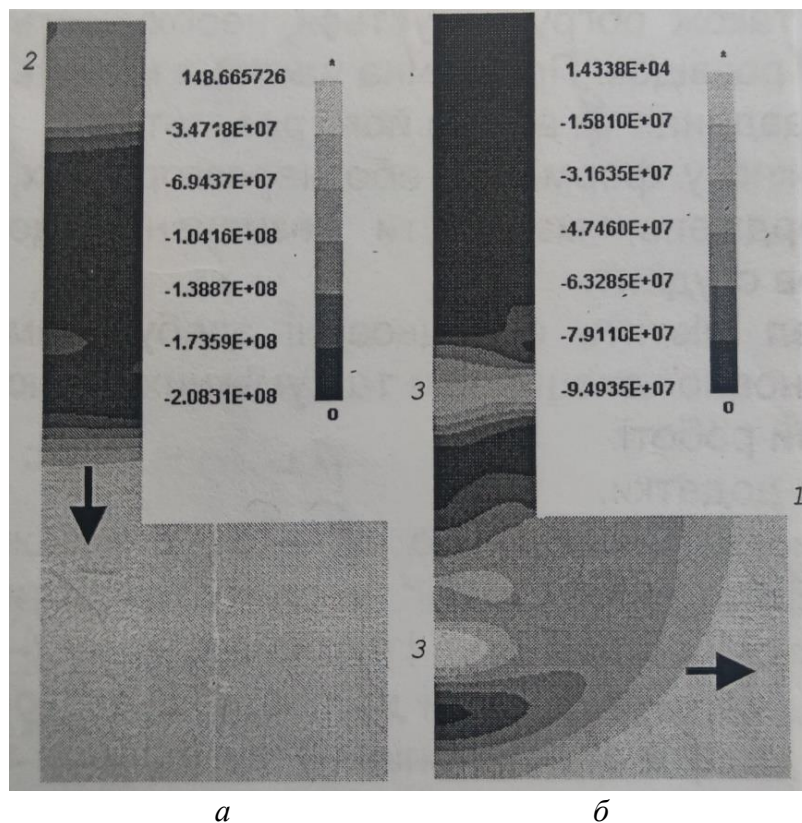 2
*
148.665726
-3.4718E+07
-6.9437E+07
-1.0416E+08
-1.3887E+08
-1.7359E+08
-2.0831E+08
0
*
1.4338E+04
-1.5810E+07
-3.1635E+07
-4.7460E+07
-6.3285E+07
-7.9110E+07
-9.4935E+07
0
3
1
3
а
б